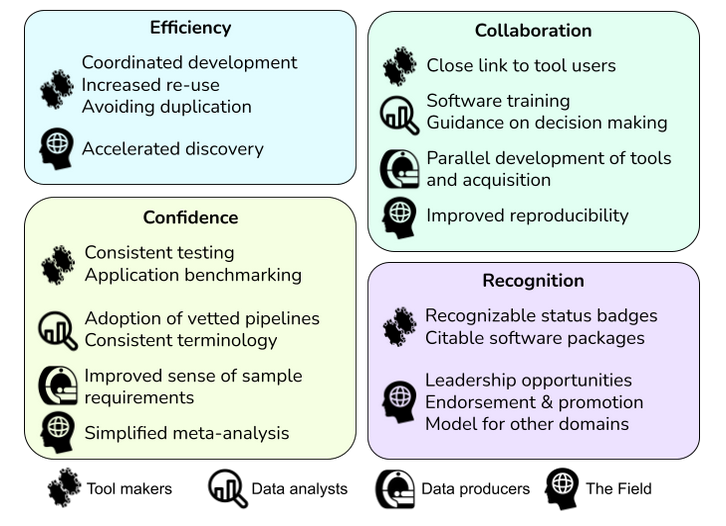 Efficiency
Coordinated development
Increased re-use
Avoiding duplication
Accelerated discovery
Collaboration
Close link to tool users
Software training
Guidance on decision making
Parallel development of tools
and acquisition
Improved reproducibility
Confidence
Consistent testing
Application benchmarking
Adoption of vetted pipelines
Consistent terminology
Improved sense of sample
requirements
Simplified meta-analysis
Recognition
Recognizable status badges
Citable software packages
Leadership opportunities
Endorsement & promotion
Model for other domains
Tool makers
Data analysts
Data producers
The Field